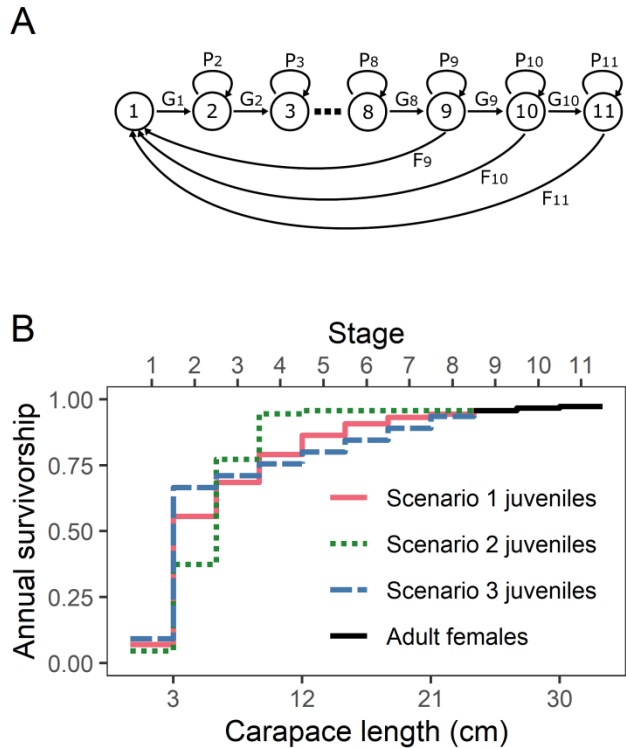 A
P2 P3 P8 P9 P10 P11
1 G1 2 G2 3 8 G8 9 G9 10 G10 11
F9
F10
F11
B
Stage
1 2 3 4 5 6 7 8 9 10 11
Annual survivorship
1.00
0.75
0.50
0.25
0.00
Scenario 1 juveniles
Scenario 2 juveniles
Scenario 3 juveniles
Adult females
3 12 21 30
Carapace length (cm)